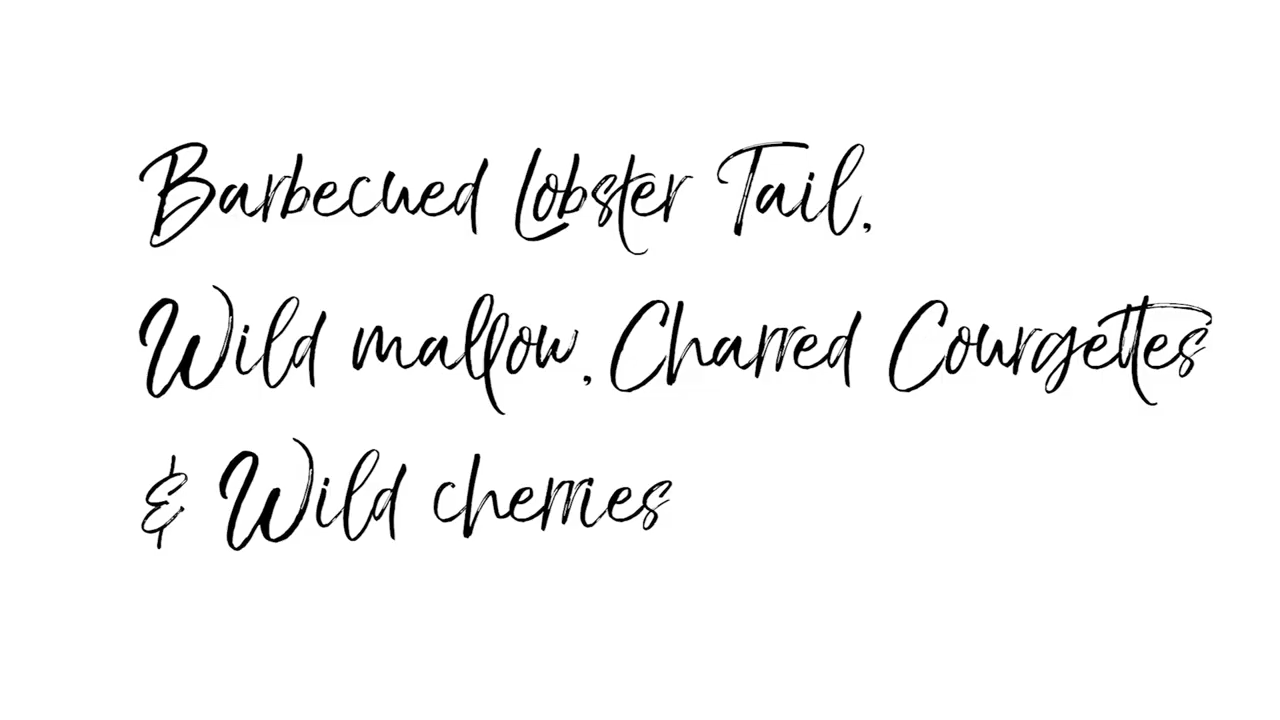 Barbecued Lobster Tail,
Wild mallow, Charred Courgettes
& Wild cherries